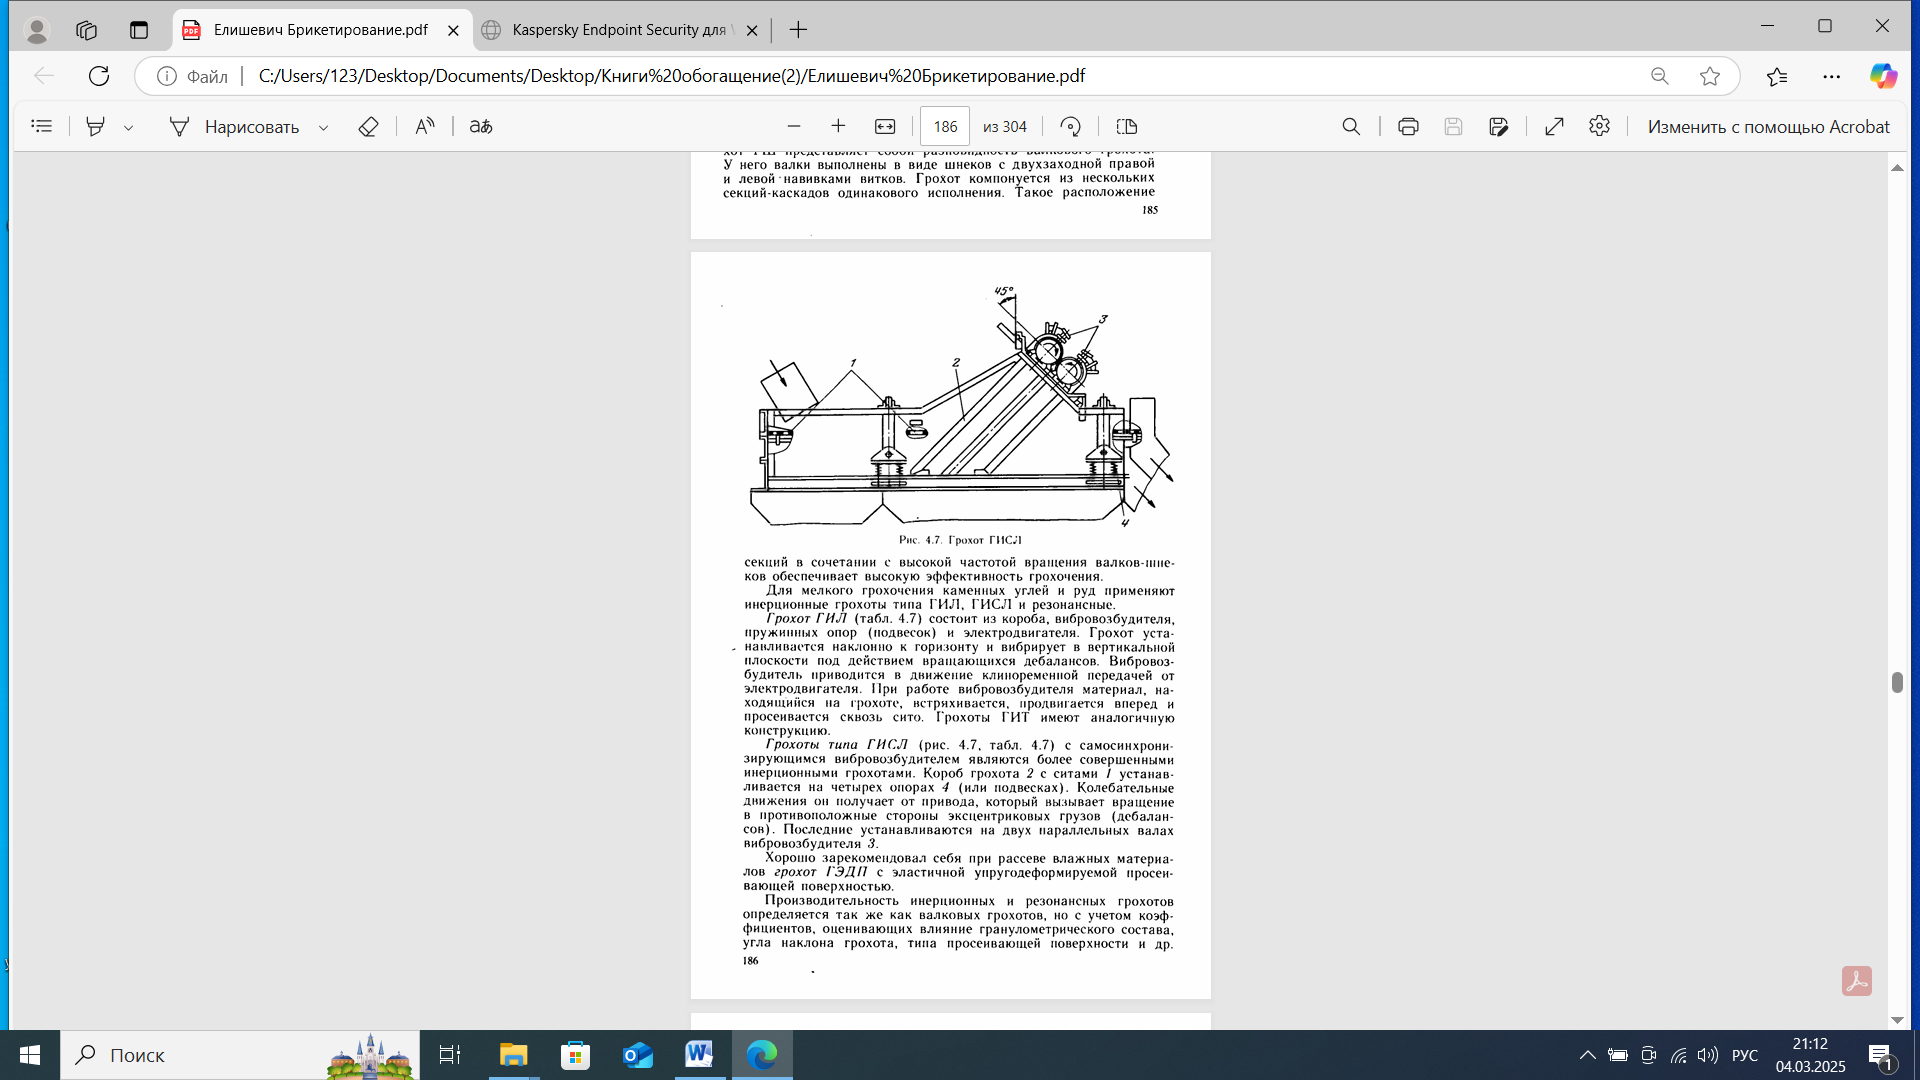 Елишевич Брикетирование.pdf
Kaspersky Endpoint Security для
Файл
C:/Users/123/Desktop/Documents/Desktop/Книги%20обогащение(2)/Елишевич%20Брикетирование.pdf
Нарисовать
aあ
186
из 304
Изменить с помощью Acrobat
У него валки выполнены в виде шнеков с двухзаходной правой
и левой навивками витков. Грохот компонуется из нескольких
секций-каскадов одинакового исполнения. Такое расположение
185
45°
3
1
2
4
Рис. 4.7. Грохот ГИСЛ
секций в сочетании с высокой частотой вращения валков-шне-
ков обеспечивает высокую эффективность грохочения.
Для мелкого грохочения каменных углей и руд применяют
инерционные грохоты типа ГИЛ, ГИСЛ и резонансные.
Грохот ГИЛ (табл. 4.7) состоит из короба, вибровозбудителя,
пружинных опор (подвесок) и электродвигателя. Грохот уста-
навливается наклонно к горизонту и вибрирует в вертикальной
плоскости под действием вращающихся дебалансов. Вибровоз-
будитель приводится в движение клиноременной передачей от
электродвигателя. При работе вибровозбудителя материал, на-
ходящийся на грохоте, встряхивается, продвигается вперед и
просеивается сквозь сито. Грохоты ГИТ имеют аналогичную
конструкцию.
Грохоты типа ГИСЛ (рис. 4.7, табл. 4.7) с самосинхрони-
зирующимся вибровозбудителем являются более совершенными
инерционными грохотами. Короб грохота 2 с ситами 1 устанав-
ливается на четырех опорах 4 (или подвесках). Колебательные
движения он получает от привода, который вызывает вращение
в противоположные стороны эксцентриковых грузов (дебалан-
сов). Последние устанавливаются на двух параллельных валах
вибровозбудителя 3.
Хорошо зарекомендовал себя при рассеве влажных материа-
лов грохот ГЭДП с эластичной упругодеформируемой просеи-
вающей поверхностью.
Производительность инерционных и резонансных грохотов
определяется так же как валковых грохотов, но с учетом коэф-
фициентов, оценивающих влияние гранулометрического состава,
угла наклона грохота, типа просеивающей поверхности и др.
186
Поиск
РУС
21:12
04.03.2025
1